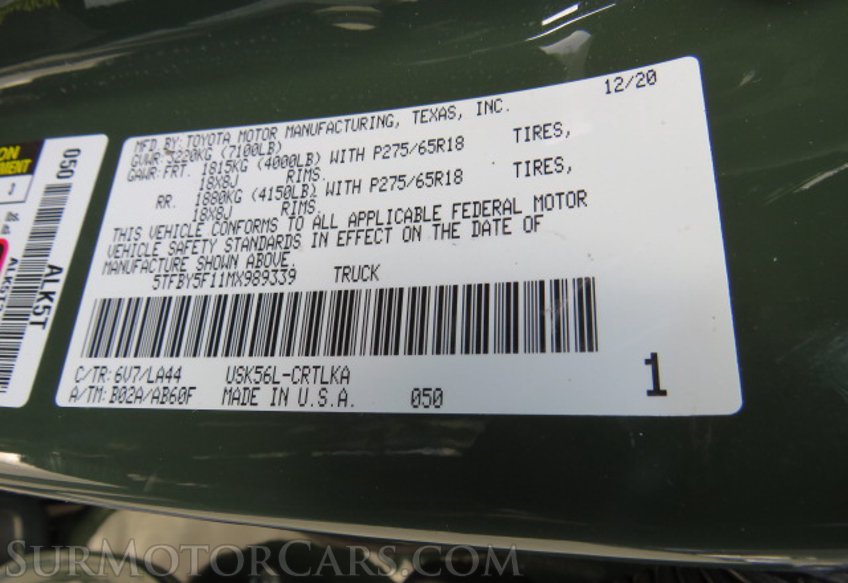 12/20
MFD BY: TOYOTA MOTOR MANUFACTURING, TEXAS, INC.
GVWR: 3220KG (7100LB)
GAWR: FRT. 1815KG (4000LB) WITH P275/65R18 TIRES,
18X8J RIMS.
RR. 1880KG (4150LB) WITH P275/65R18 TIRES,
18X8J RIMS.
THIS VEHICLE CONFORMS TO ALL APPLICABLE FEDERAL MOTOR
VEHICLE SAFETY STANDARDS IN EFFECT ON THE DATE OF
MANUFACTURE SHOWN ABOVE.
5TFBY5F11MX989339 TRUCK
C/TR: 6V7/LA44 USK56L-CRTLKA
A/TM: B02A/AB60F MADE IN U.S.A. 050
1
050
ALK5T
SurMotorCars.com